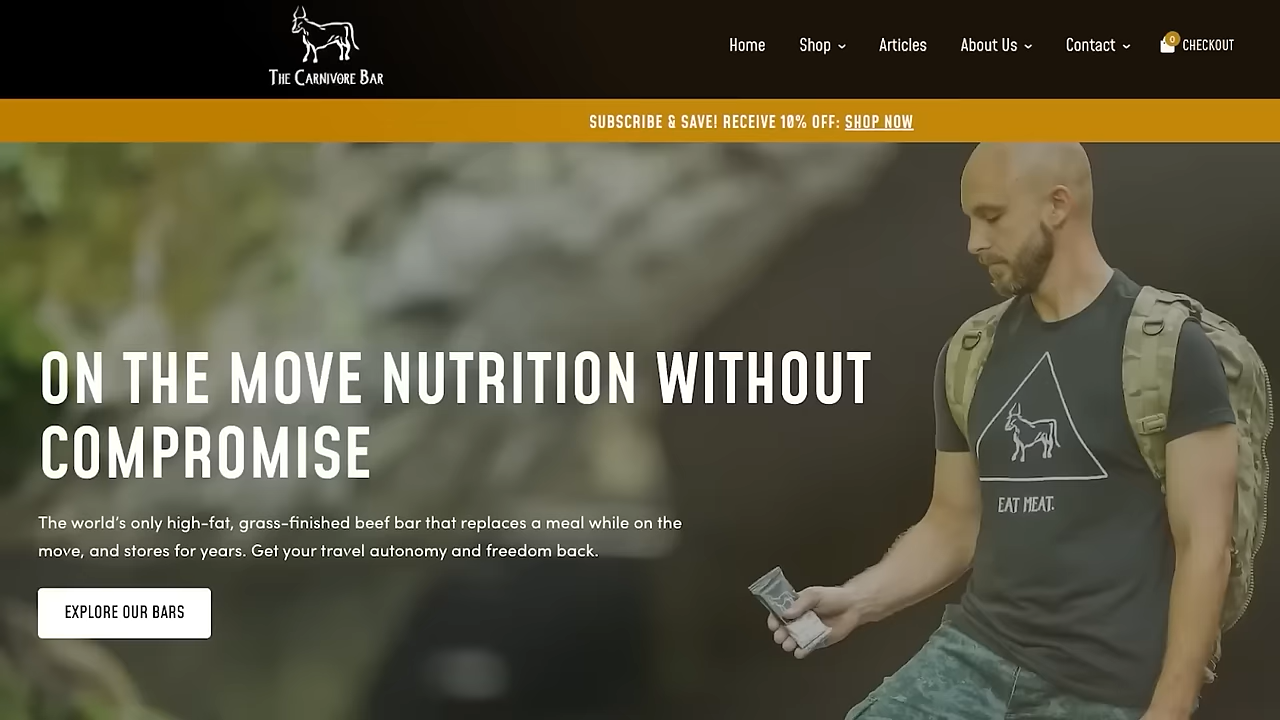 THE CARNIVORE BAR
Home
Shop
Articles
About Us
Contact
0
CHECKOUT
SUBSCRIBE & SAVE! RECEIVE 10% OFF: SHOP NOW
ON THE MOVE NUTRITION WITHOUT
COMPROMISE
The world's only high-fat, grass-finished beef bar that replaces a meal while on the
move, and stores for years. Get your travel autonomy and freedom back.
EXPLORE OUR BARS
EAT MEAT.